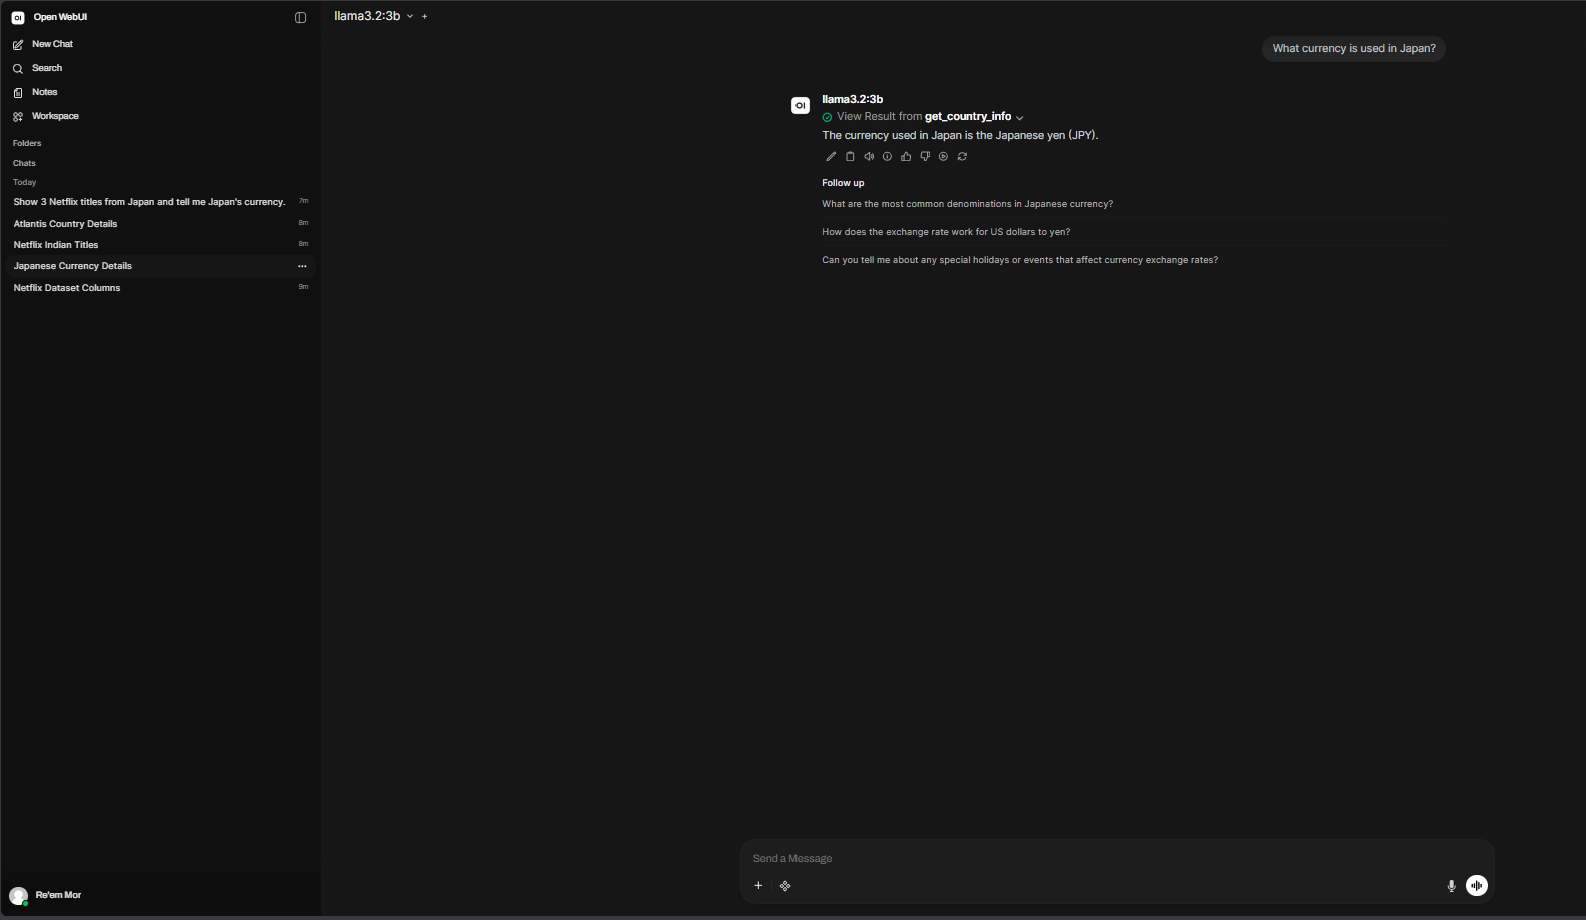 Open WebUI
New Chat
Search
Notes
Workspace
Folders
Chats
Today
Show 3 Netflix titles from Japan and tell me Japan's currency. 7m
Atlantis Country Details 8m
Netflix Indian Titles 8m
Japanese Currency Details
Netflix Dataset Columns 9m
Re'em Mor
llama3.2:3b
What currency is used in Japan?
OI
llama3.2:3b
View Result from get_country_info
The currency used in Japan is the Japanese yen (JPY).
Follow up
What are the most common denominations in Japanese currency?
How does the exchange rate work for US dollars to yen?
Can you tell me about any special holidays or events that affect currency exchange rates?
Send a Message